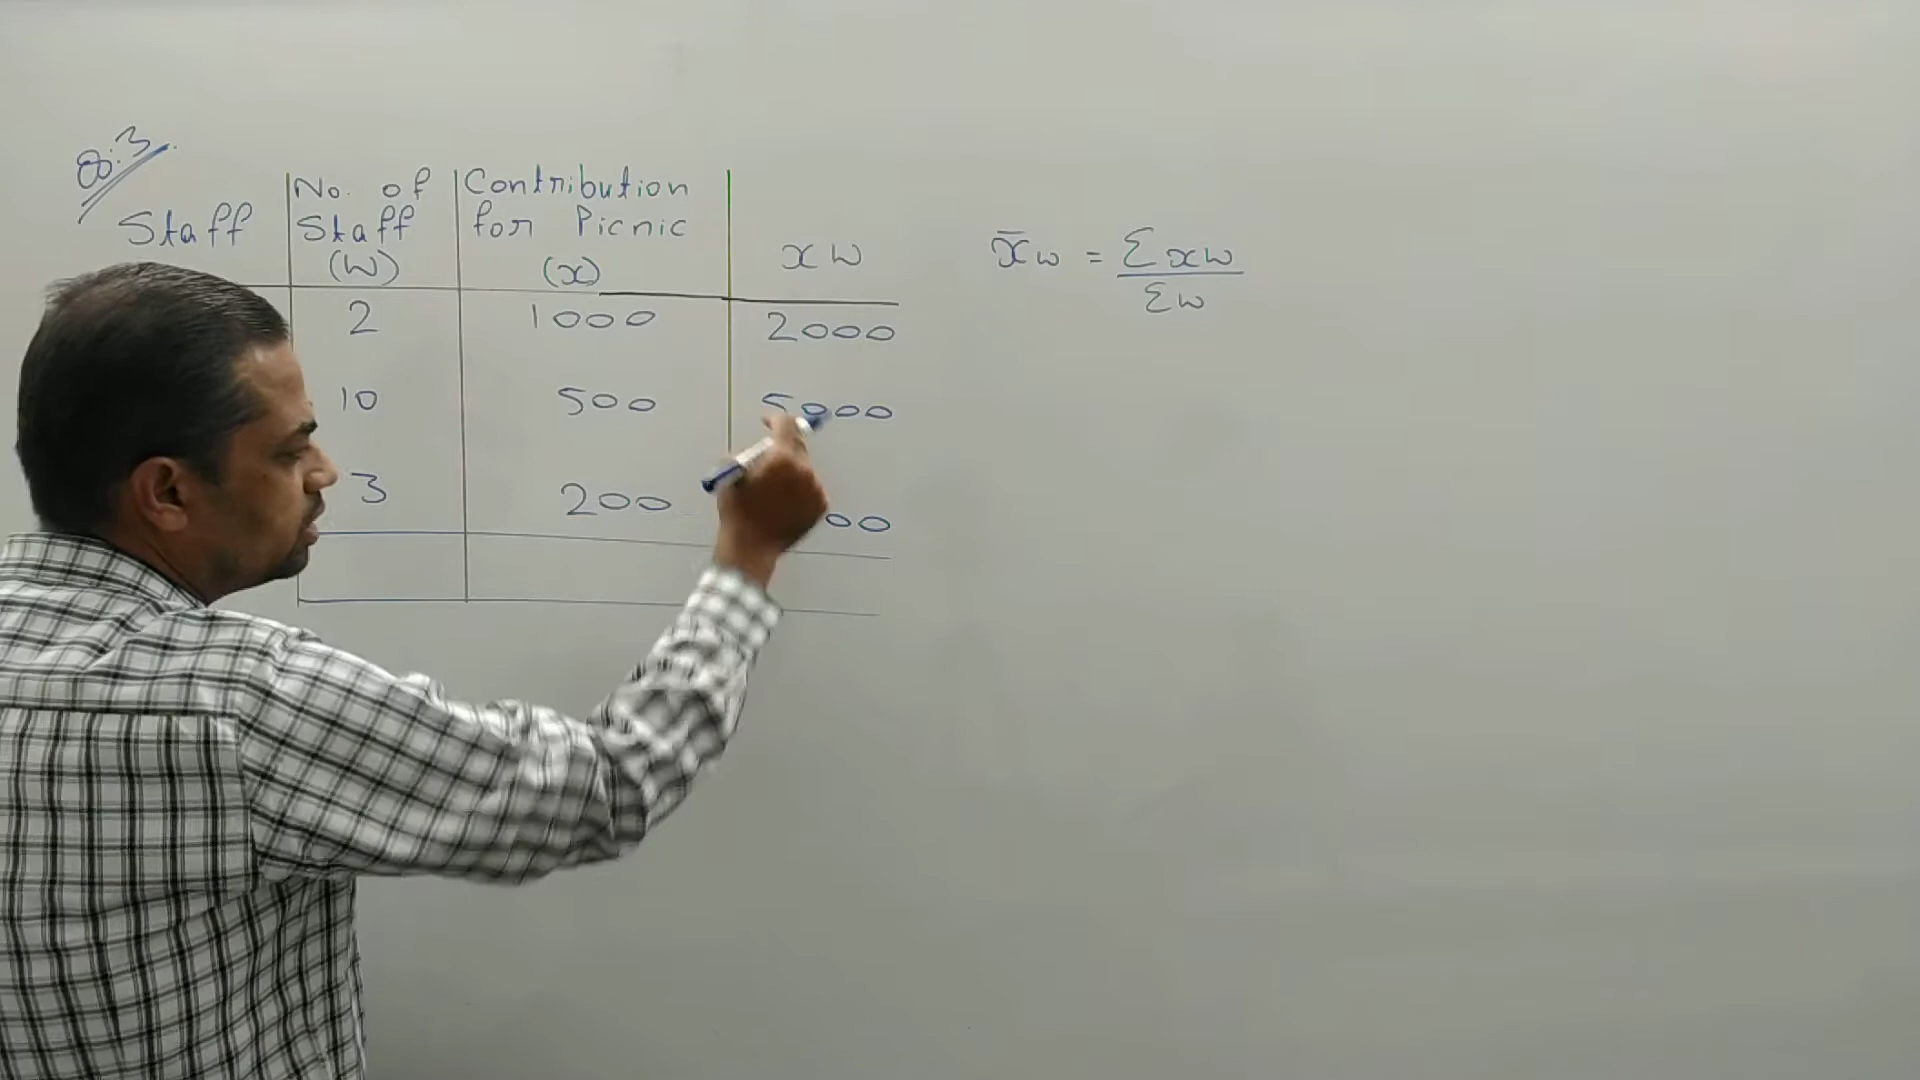 Q:3
Staff
No. of Staff (W)
Contribution for Picnic (x)
xw
x̄w = Σxw / Σw
2 1000 2000
10 500 5000
3 200